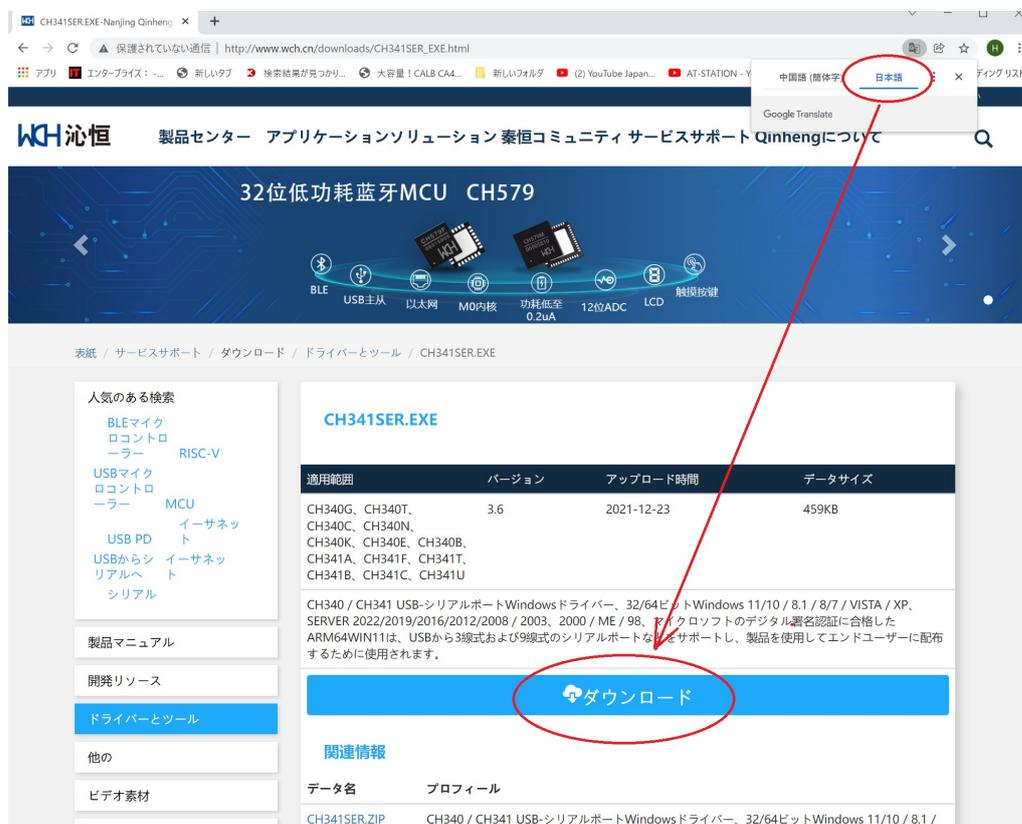 CH341SER.EXE-Nanjing Qinheng
保護されていない通信 | http://www.wch.cn/downloads/CH341SER_EXE.html
アプリ エンタープライズ： -... 新しいタブ 検索結果が見つかり... 大容量！CALB CA4... 新しいフォルダ (2) YouTube Japan... AT-STATION - Y ディング リスト
中国語 (簡体字) 日本語
Google Translate
WCH 沁恒 製品センター アプリケーションソリューション 秦恒コミュニティ サービスサポート Qinhengについて
32位低功耗蓝牙MCU CH579
BLE USB主从 以太网 M0内核 功耗低至 12位ADC LCD 触摸按键
0.2uA
表紙 / サービスサポート / ダウンロード / ドライバーとツール / CH341SER.EXE
人気のある検索
BLEマイク
ロコントロ
ーラー RISC-V
USBマイク
ロコントロ
ーラー MCU
イーサネッ
USB PD ト
USBからシ イーサネッ
リアルへ ト
シリアル
製品マニュアル
開発リソース
ドライバーとツール
他の
ビデオ素材
CH341SER.EXE
適用範囲 バージョン アップロード時間 データサイズ
CH340G、CH340T、 3.6 2021-12-23 459KB
CH340C、CH340N、
CH340K、CH340E、CH340B、
CH341A、CH341F、CH341T、
CH341B、CH341C、CH341U
CH340 / CH341 USB-シリアルポートWindowsドライバー、32/64ビットWindows 11/10 / 8.1 / 8/7 / VISTA / XP、
SERVER 2022/2019/2016/2012/2008 / 2003、2000 / ME / 98、マイクロソフトのデジタル署名認証に合格した
ARM64WIN11は、USBから3線式および9線式のシリアルポートなどをサポートし、製品を使用してエンドユーザーに配布
するために使用されます。
ダウンロード
関連情報
データ名 プロフィール
CH341SER.ZIP CH340 / CH341 USB-シリアルポートWindowsドライバー、32/64ビットWindows 11/10 / 8.1 /